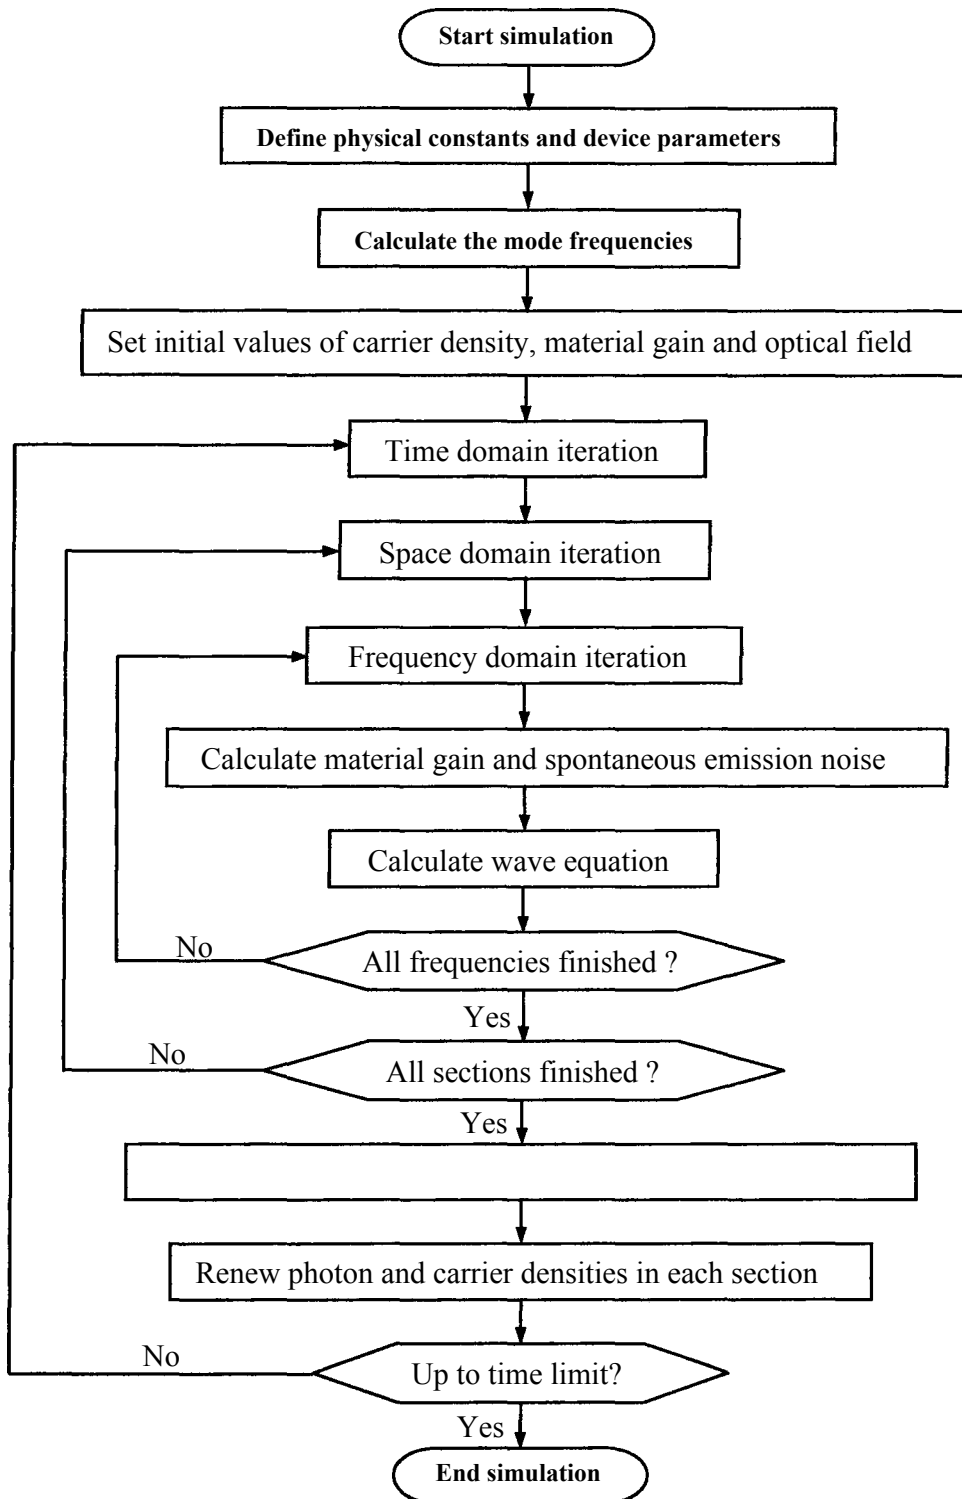 Start simulation
Define physical constants and device parameters
Calculate the mode frequencies
Set initial values of carrier density, material gain and optical field
Time domain iteration
Space domain iteration
Frequency domain iteration
Calculate material gain and spontaneous emission noise
Calculate wave equation
No
All frequencies finished ?
Yes
No
All sections finished ?
Yes
Renew photon and carrier densities in each section
No
Up to time limit?
Yes
End simulation